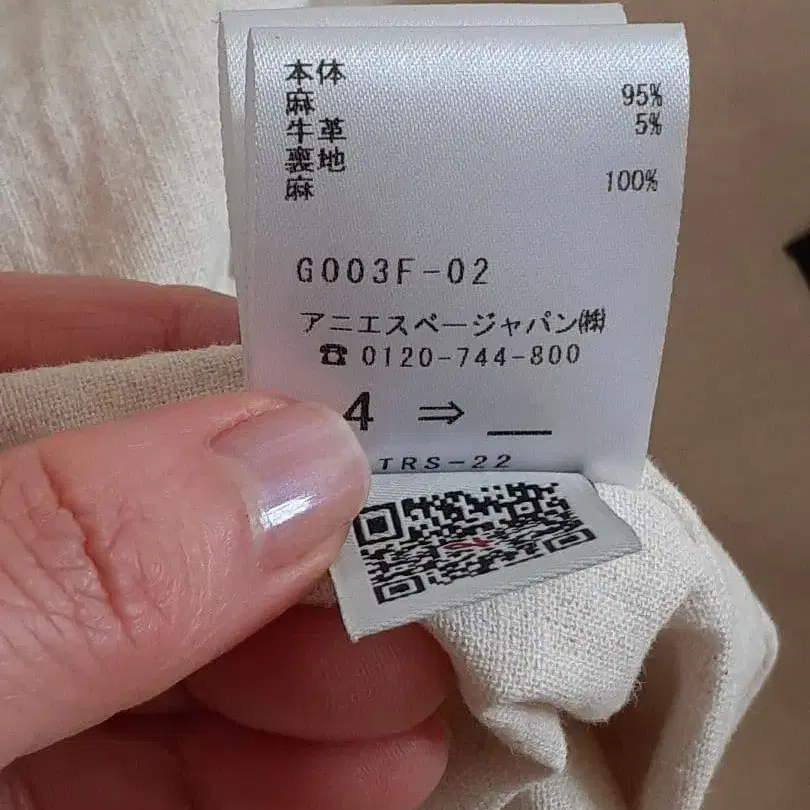 本体
麻 95%
牛革 5%
裏地
麻 100%
G003F-02
アニエスベージャパン㈱
☎ 0120-744-800
4 ⇒ __
TRS-22